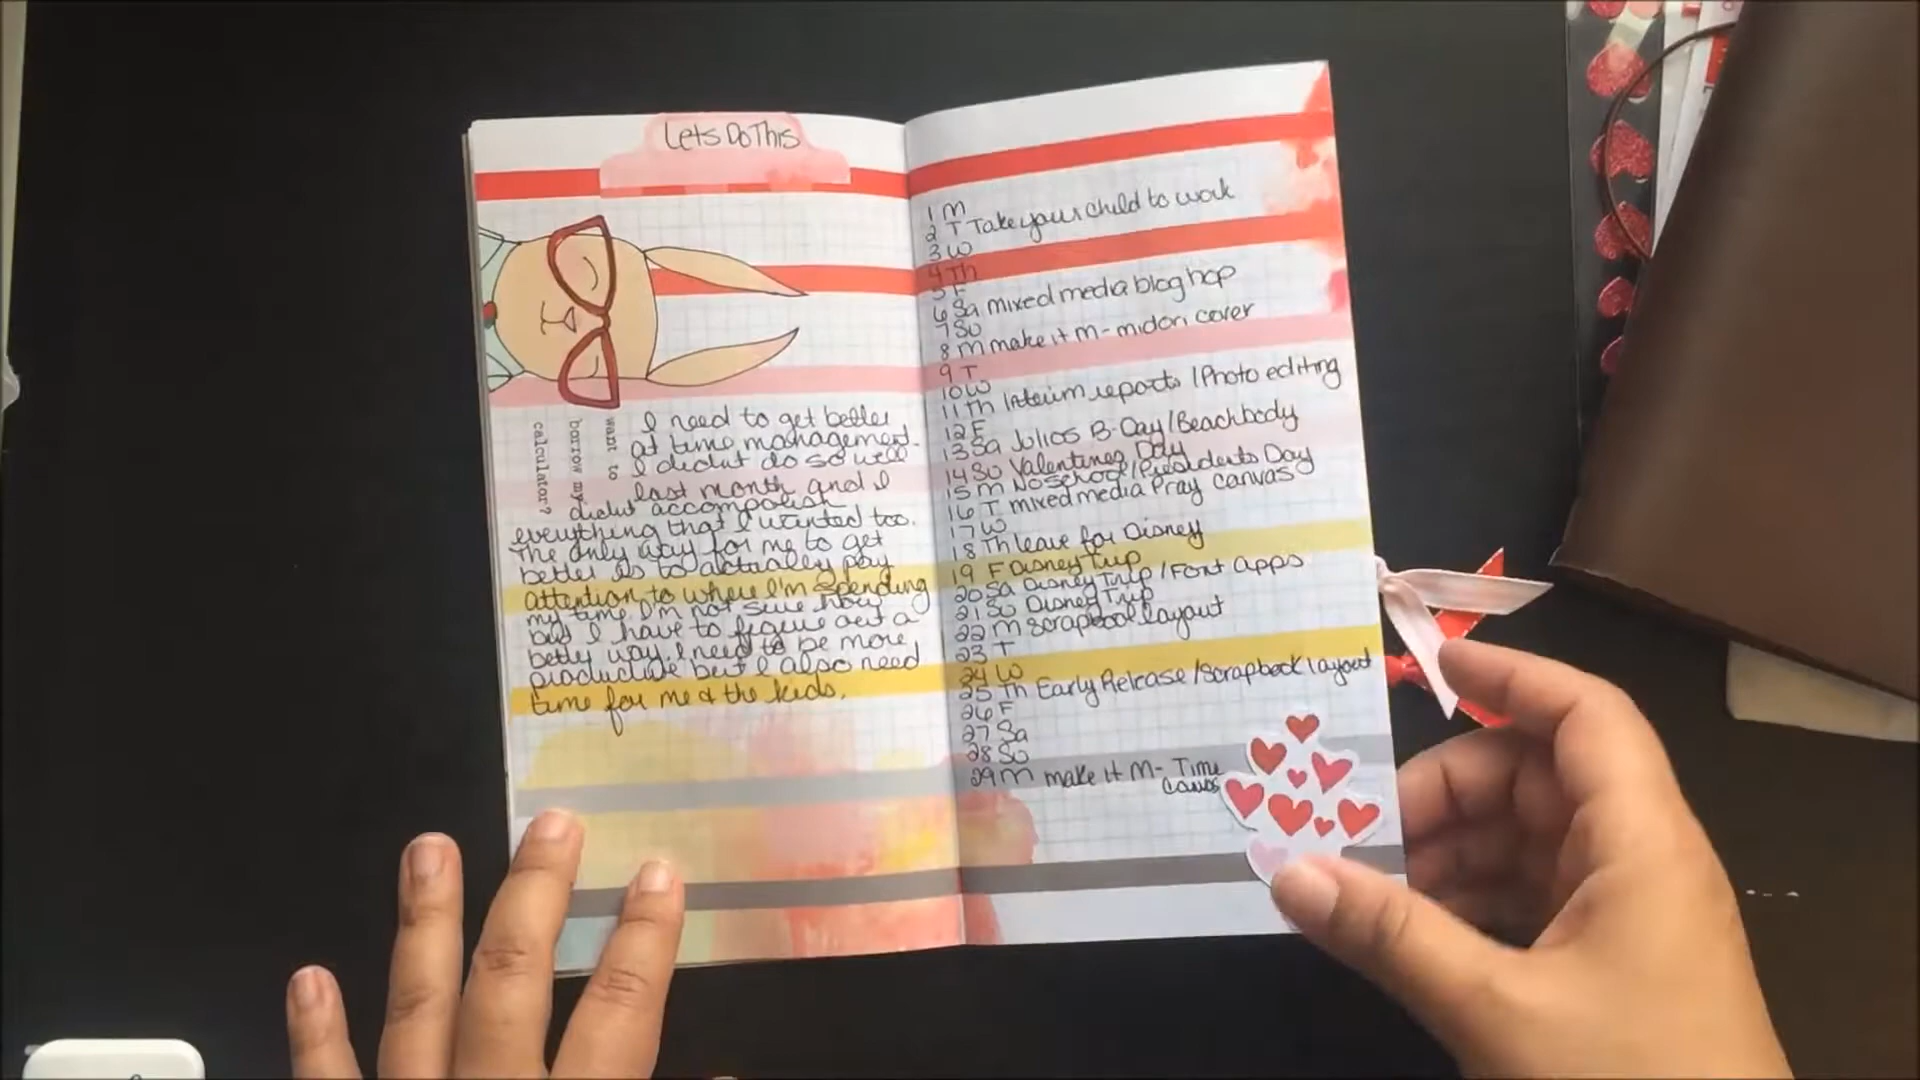 Lets Do This
want to
borrow my
calculator?
I need to get better
at time management.
I didnt do so well
last month and I
didnt accomplish
everything that I wanted too.
The only way for me to get
better is to actually pay
attention to where I'm spending
my time. I'm not sure how
but I have to figure out a
better way. I need to be more
productive but I also need
time for me & the kids.
1 M
2 T Take your child to work
3 W
4 Th
5 F
6 Sa mixed media blog hop
7 Su
8 M make it M - midori cover
9 T
10 W
11 Th Interim reports / Photo editing
12 F
13 Sa Julios B-Day / Beachbody
14 Su Valentines Day
15 M No School / Presidents Day
16 T mixed media Pray canvas
17 W
18 Th leave for Disney
19 F Disney Trip
20 Sa Disney Trip / Font apps
21 Su Disney Trip
22 M Scrapbook layout
23 T
24 W
25 Th Early Release / Scrapbook layout
26 F
27 Sa
28 Su
29 M make it M - Time
Canvas